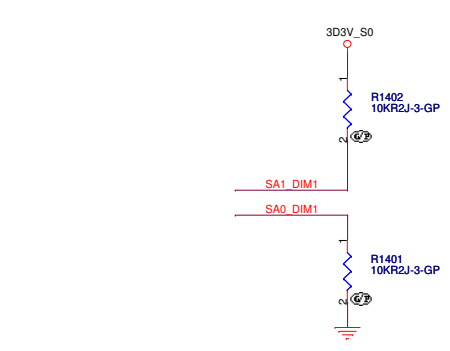 3D3V_S0
1
R1402
10KR2J-3-GP
2
G/P
SA1_DIM1
SA0_DIM1
1
R1401
10KR2J-3-GP
2
G/P